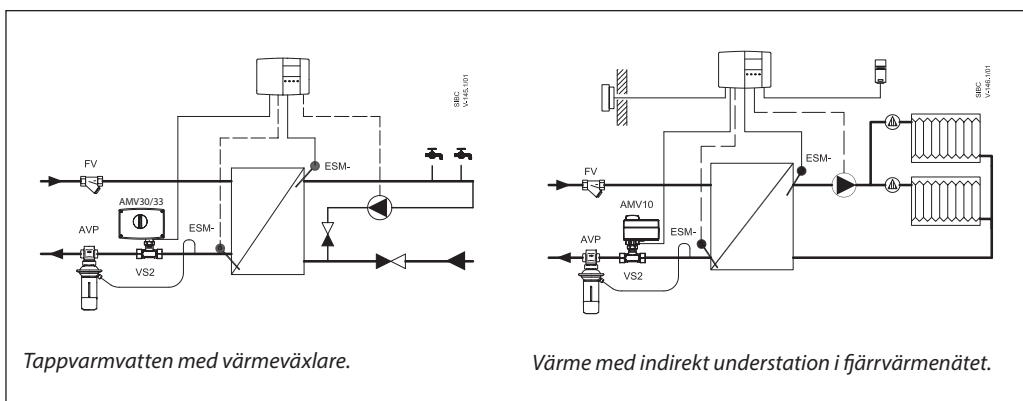 SIBC
V-145.1/01
ESM-
FV
AMV30/33
ESM-
AVP
VS2
Tappvarmvatten med värmeväxlare.
SIBC
V-146.1/01
ESM-
FV
AMV10
ESM-
AVP
VS2
Värme med indirekt understation i fjärrvärmenätet.